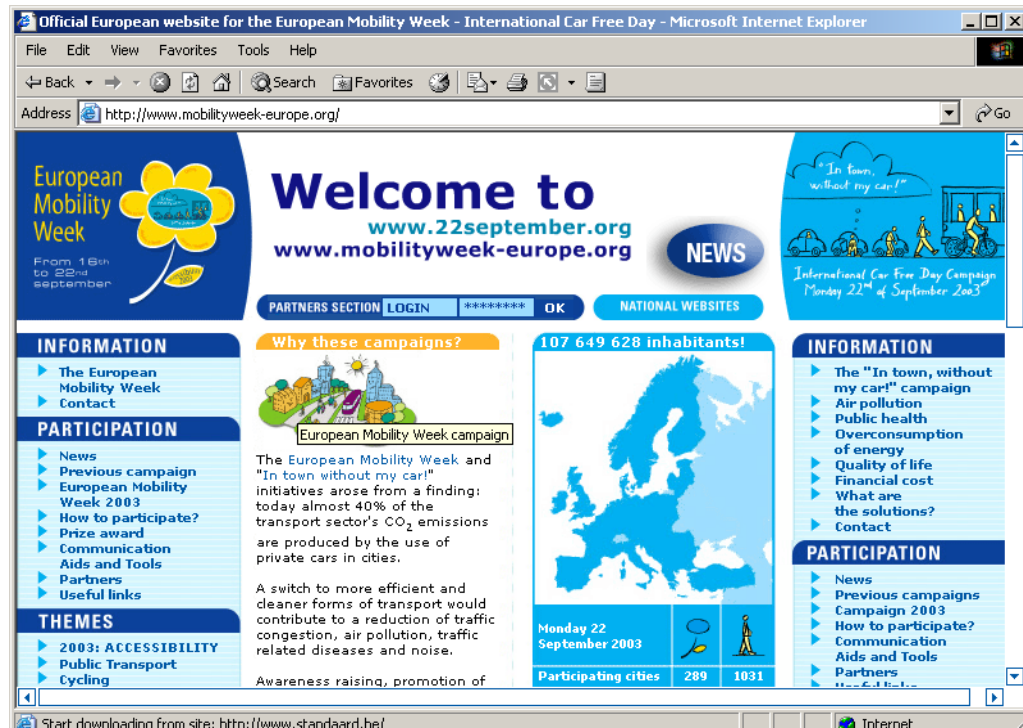 Official European website for the European Mobility Week - International Car Free Day - Microsoft Internet Explorer
File Edit View Favorites Tools Help
Back Search Favorites
Address http://www.mobilityweek-europe.org/ Go
European
Mobility
Week
From 16th
to 22nd
september
Welcome to
www.22september.org
www.mobilityweek-europe.org
NEWS
PARTNERS SECTION LOGIN ******** OK
NATIONAL WEBSITES
"In town,
without my car!"
International Car Free Day Campaign
Monday 22nd of September 2003
INFORMATION
The European
Mobility Week
Contact
PARTICIPATION
News
Previous campaign
European Mobility
Week 2003
How to participate?
Prize award
Communication
Aids and Tools
Partners
Useful links
THEMES
2003: ACCESSIBILITY
Public Transport
Cycling
Why these campaigns?
European Mobility Week campaign
The European Mobility Week and
"In town without my car!"
initiatives arose from a finding:
today almost 40% of the
transport sector's CO2 emissions
are produced by the use of
private cars in cities.
A switch to more efficient and
cleaner forms of transport would
contribute to a reduction of traffic
congestion, air pollution, traffic
related diseases and noise.
Awareness raising, promotion of
107 649 628 inhabitants!
Monday 22
September 2003
Participating cities 289 1031
INFORMATION
The "In town, without
my car!" campaign
Air pollution
Public health
Overconsumption
of energy
Quality of life
Financial cost
What are
the solutions?
Contact
PARTICIPATION
News
Previous campaigns
Campaign 2003
How to participate?
Communication
Aids and Tools
Partners
Useful links
Start downloading from site: http://www.standaard.be/
Internet